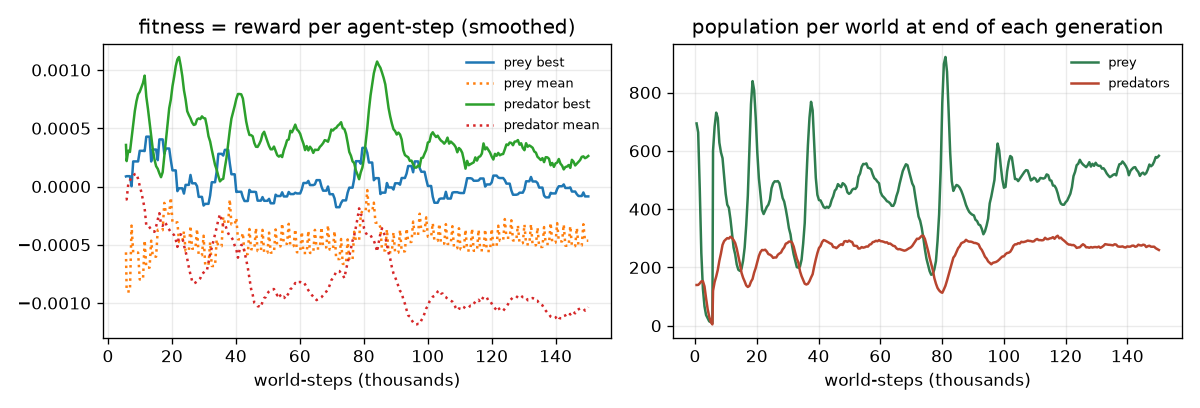 fitness = reward per agent-step (smoothed)
0.0010
0.0005
0.0000
−0.0005
−0.0010
0 20 40 60 80 100 120 140
world-steps (thousands)
prey best
prey mean
predator best
predator mean
population per world at end of each generation
800
600
400
200
0
0 20 40 60 80 100 120 140
world-steps (thousands)
prey
predators